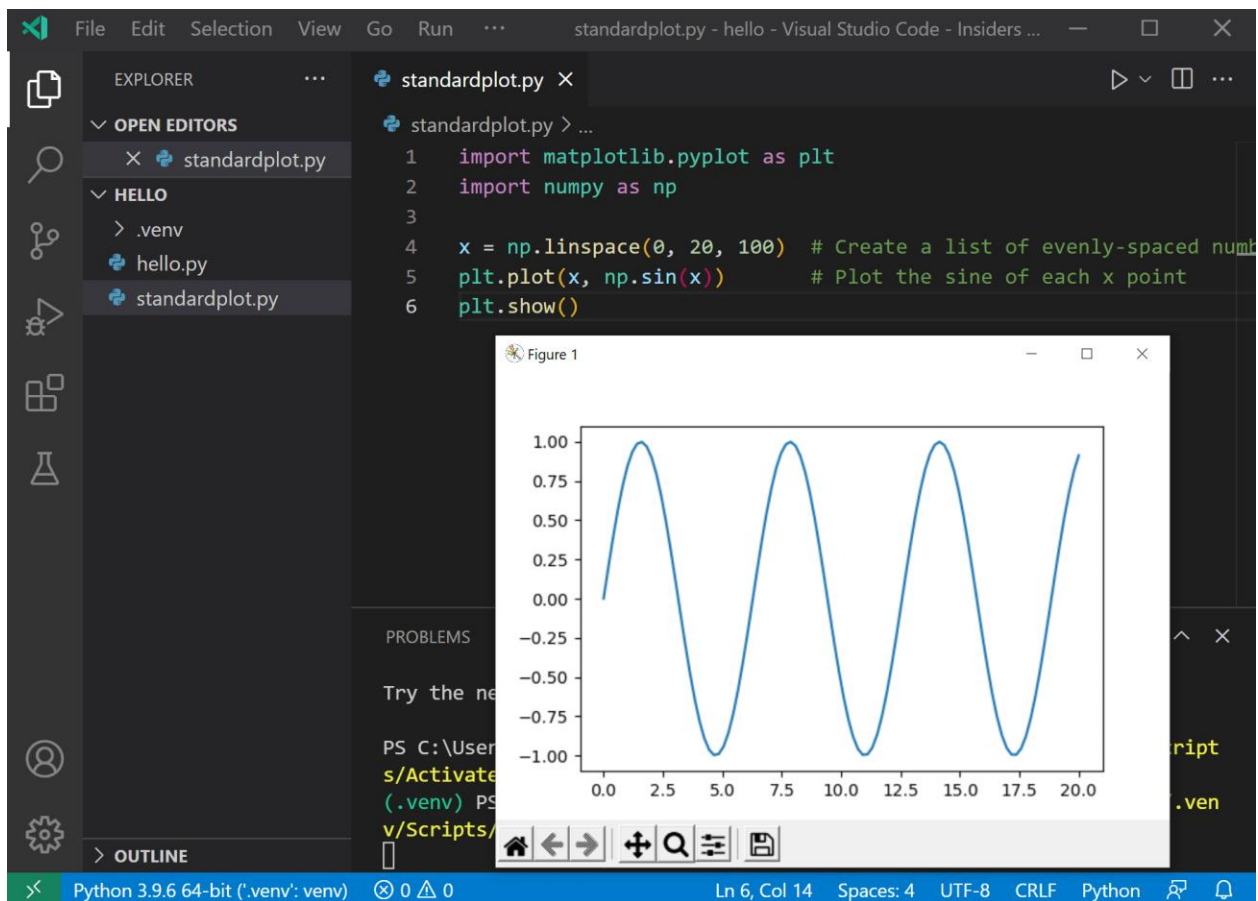 File Edit Selection View Go Run ··· standardplot.py - hello - Visual Studio Code - Insiders ...
EXPLORER ···
OPEN EDITORS
standardplot.py
HELLO
.venv
hello.py
standardplot.py
OUTLINE
standardplot.py
standardplot.py > ...
1 import matplotlib.pyplot as plt
2 import numpy as np
3
4 x = np.linspace(0, 20, 100)  # Create a list of evenly-spaced numb
5 plt.plot(x, np.sin(x))       # Plot the sine of each x point
6 plt.show()
Figure 1
1.00
0.75
0.50
0.25
0.00
−0.25
−0.50
−0.75
−1.00
0.0 2.5 5.0 7.5 10.0 12.5 15.0 17.5 20.0
PROBLEMS
Try the ne
PS C:\User ript
s/Activate
(.venv) PS .ven
v/Scripts/
Python 3.9.6 64-bit ('.venv': venv) 0 0 Ln 6, Col 14 Spaces: 4 UTF-8 CRLF Python